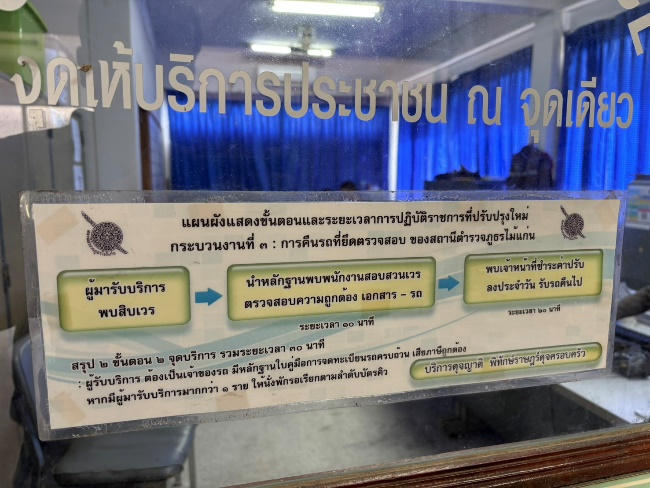 จุดให้บริการประชาชน ณ จุดเดียว
แผนผังแสดงขั้นตอนและระยะเวลาการปฏิบัติราชการที่ปรับปรุงใหม่
กระบวนงานที่ ๓ : การคืนรถที่ยึดตรวจสอบ ของสถานีตำรวจภูธรไม้แก่น
ผู้มารับบริการ
พบสิบเวร
นำหลักฐานพบพนักงานสอบสวนเวร
ตรวจสอบความถูกต้อง เอกสาร - รถ
ระยะเวลา ๑๐ นาที
พบเจ้าหน้าที่ชำระค่าปรับ
ลงประจำวัน รับรถคืนไป
ระยะเวลา ๒๐ นาที
สรุป ๒ ขั้นตอน ๒ จุดบริการ รวมระยะเวลา ๓๐ นาที
: ผู้รับบริการ ต้องเป็นเจ้าของรถ มีหลักฐานใบคู่มือการจดทะเบียนรถครบถ้วน เสียภาษีถูกต้อง
หากมีผู้มารับบริการมากกว่า ๑ ราย ให้นั่งพักรอเรียกตามลำดับบัตรคิว
บริการดุจญาติ พิทักษ์ราษฎร์ดุจครอบครัว